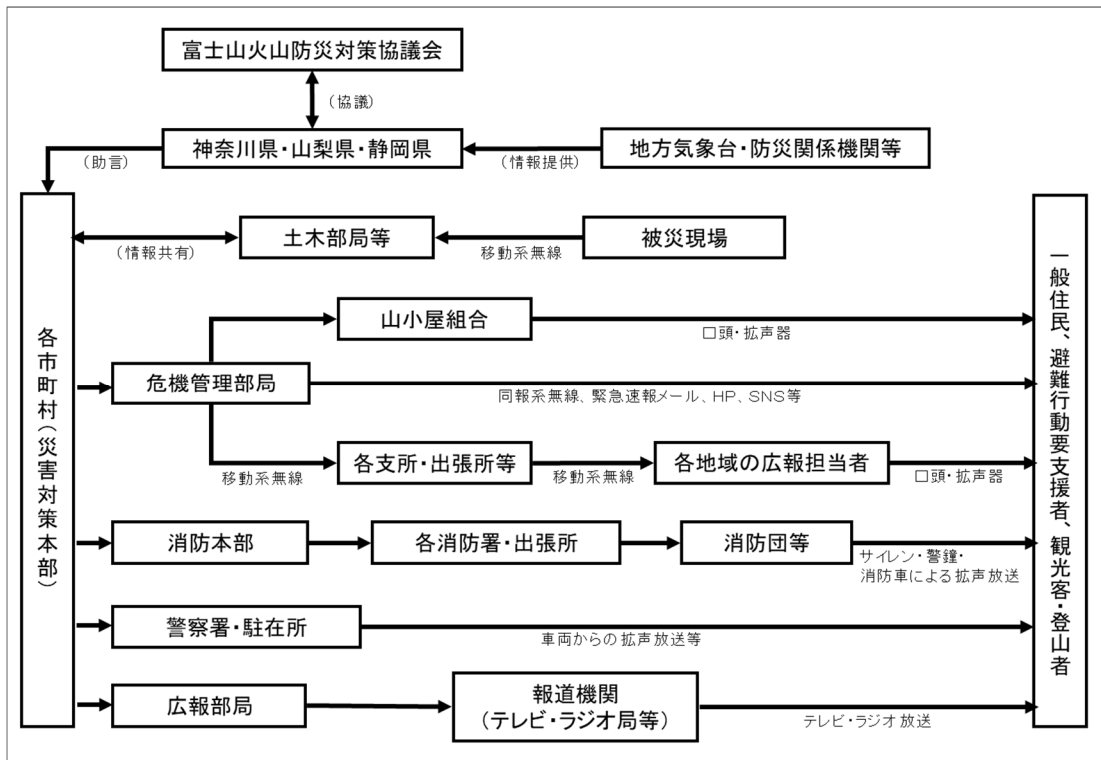 富士山火山防災対策協議会
（協議）
（助言）
神奈川県・山梨県・静岡県
（情報提供）
地方気象台・防災関係機関等
各市町村（災害対策本部）
（情報共有）
土木部局等
移動系無線
被災現場
山小屋組合
口頭・拡声器
危機管理部局
同報系無線、緊急速報メール、HP、SNS等
移動系無線
各支所・出張所等
移動系無線
各地域の広報担当者
口頭・拡声器
消防本部
各消防署・出張所
消防団等
サイレン・警鐘・
消防車による拡声放送
警察署・駐在所
車両からの拡声放送等
広報部局
報道機関
（テレビ・ラジオ局等）
テレビ・ラジオ放送
一般住民、避難行動要支援者、観光客・登山者